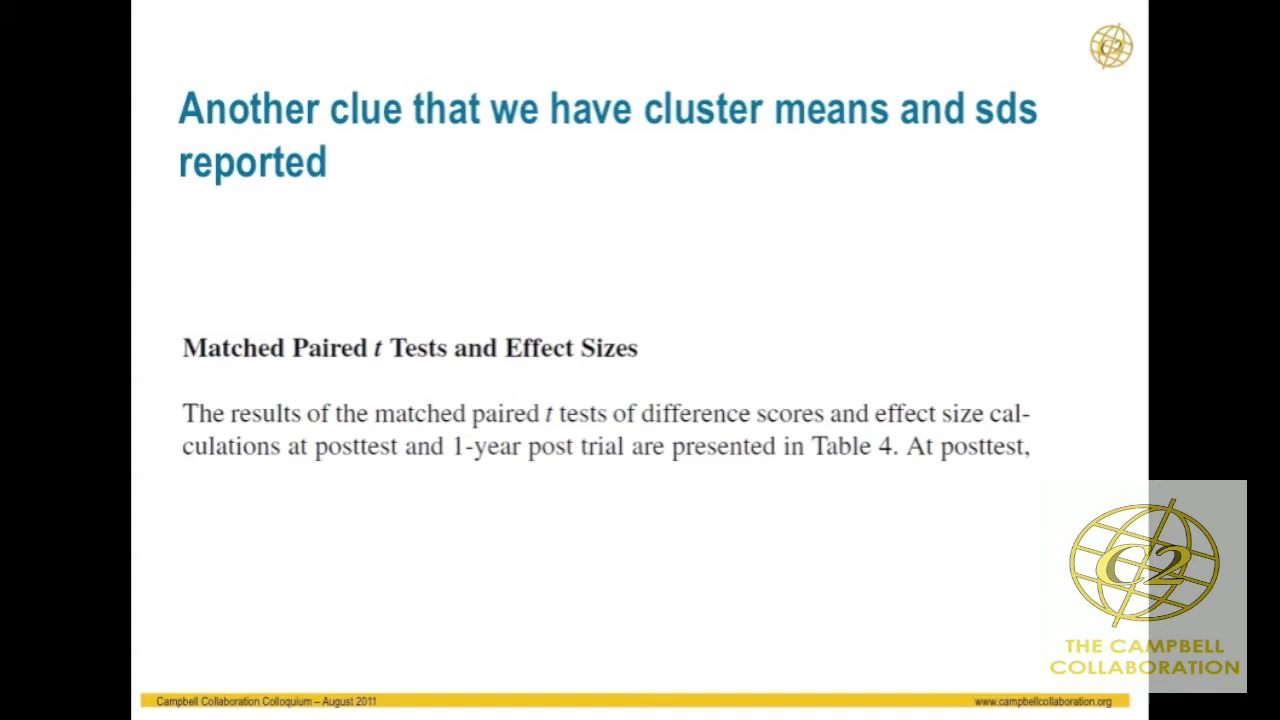 C2
Another clue that we have cluster means and sds
reported
Matched Paired t Tests and Effect Sizes
The results of the matched paired t tests of difference scores and effect size cal-
culations at posttest and 1-year post trial are presented in Table 4. At posttest,
C2
THE CAMPBELL
COLLABORATION
Campbell Collaboration Colloquium – August 2011
www.campbellcollaboration.org